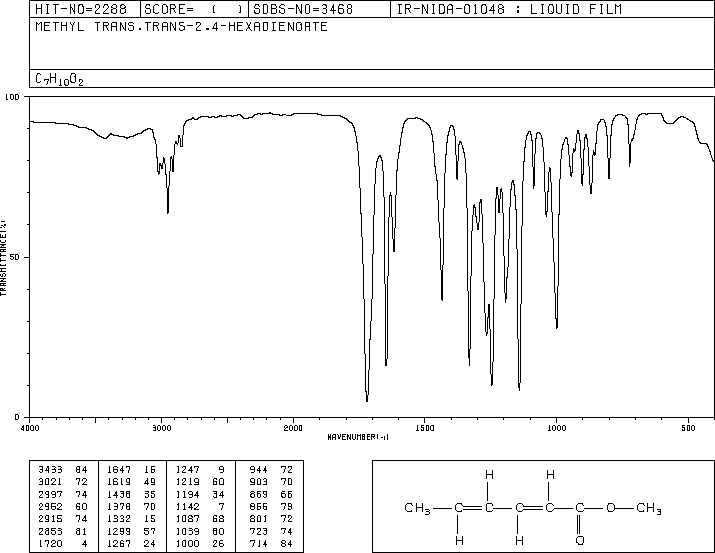 HIT-NO=2288 SCORE= ( ) SDBS-NO=3468 IR-NIDA-01048 : LIQUID FILM
METHYL TRANS.TRANS-2.4-HEXADIENOATE
C7H10O2
100
50
0
TRANSMITTANCE(%)
4000 3000 2000 1500 1000 500
WAVENUMBER(-1)
3433 84 1647 15 1247 9 944 72
3021 72 1619 49 1219 60 903 70
2997 74 1438 35 1194 34 869 66
2952 60 1378 70 1142 7 856 79
2915 74 1332 15 1087 68 801 72
2853 81 1299 57 1039 60 723 74
1720 4 1267 24 1000 26 714 84
H H
CH3 C C C C C O CH3
H H O